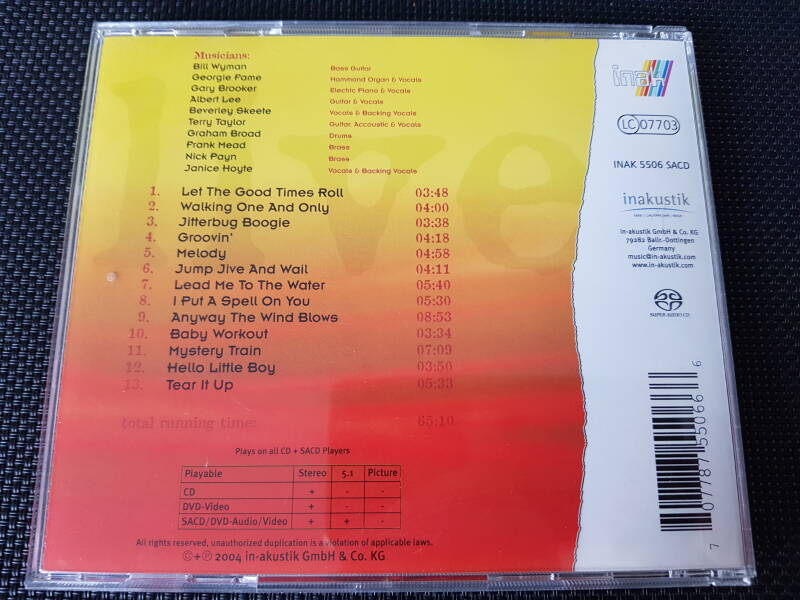 live
Musicians:
Bill Wyman Bass Guitar
Georgie Fame Hammond Organ & Vocals
Gary Brooker Electric Piano & Vocals
Albert Lee Guitar & Vocals
Beverley Skeete Vocals & Backing Vocals
Terry Taylor Guitar, Accoustic & Vocals
Graham Broad Drums
Frank Mead Brass
Nick Payn Brass
Janice Hoyte Vocals & Backing Vocals
1. Let The Good Times Roll 03:48
2. Walking One And Only 04:00
3. Jitterbug Boogie 03:38
4. Groovin' 04:18
5. Melody 04:58
6. Jump Jive And Wail 04:11
7. Lead Me To The Water 05:40
8. I Put A Spell On You 05:30
9. Anyway The Wind Blows 08:53
10. Baby Workout 03:34
11. Mystery Train 07:09
12. Hello Little Boy 03:50
13. Tear It Up 05:33
total running time: 65:10
Plays on all CD + SACD Players
Playable Stereo 5.1 Picture
CD + - -
DVD-Video + - -
SACD/DVD-Audio/Video + + -
All rights reserved, unauthorized duplication is a violation of applicable laws.
©+℗ 2004 in-akustik GmbH & Co. KG
inak
LC 07703
INAK 5506 SACD
inakustik
in-akustik GmbH & Co. KG
79282 Ballr.-Dottingen
Germany
music@in-akustik.com
www.in-akustik.com
SUPER AUDIO CD
7 07787 55066 6